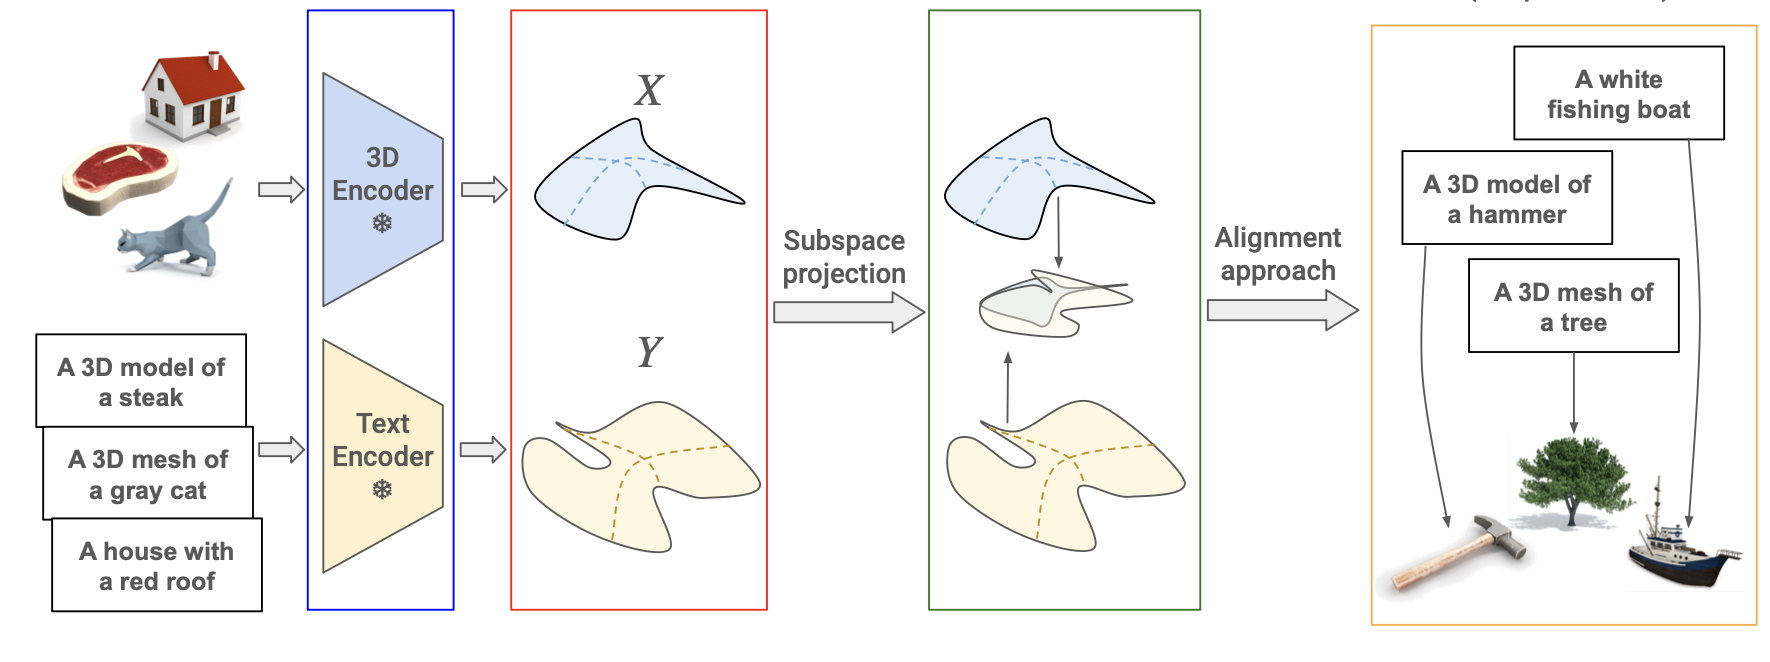 A 3D model of
a steak
A 3D mesh of
a gray cat
A house with
a red roof
3D
Encoder
Text
Encoder
X
Y
Subspace
projection
Alignment
approach
A white
fishing boat
A 3D model of
a hammer
A 3D mesh of
a tree